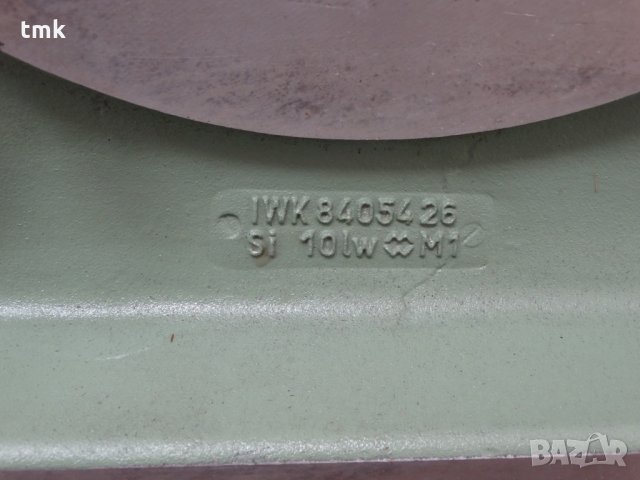 tmk
IWK 8405426
Si 10lw M1
BAZAR